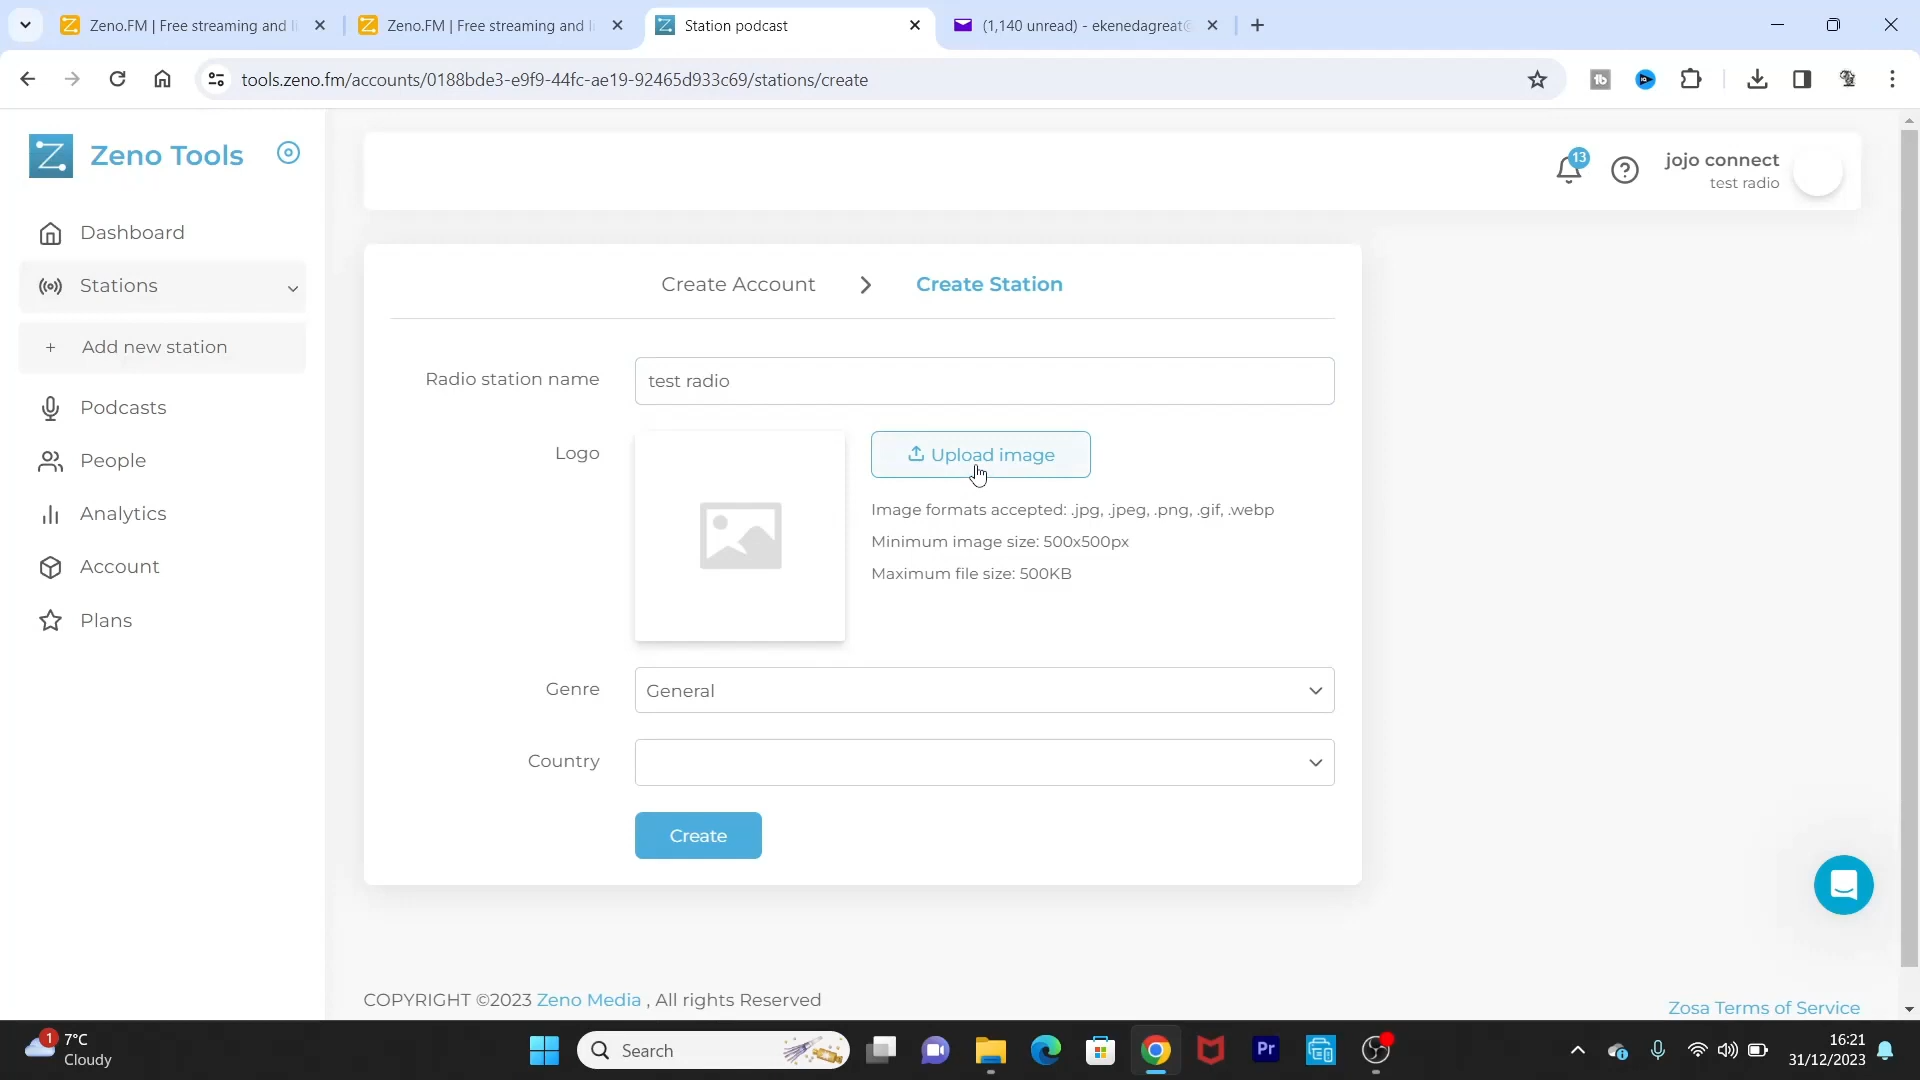 Zeno.FM | Free streaming and li
Zeno.FM | Free streaming and li
Station podcast
(1,140 unread) - ekenedagreat@
tools.zeno.fm/accounts/0188bde3-e9f9-44fc-ae19-92465d933c69/stations/create
tb
Zeno Tools
13
jojo connect
test radio
Dashboard
Stations
+ Add new station
Podcasts
People
Analytics
Account
Plans
Create Account
Create Station
Radio station name
test radio
Logo
Upload image
Image formats accepted: .jpg, .jpeg, .png, .gif, .webp
Minimum image size: 500x500px
Maximum file size: 500KB
Genre
General
Country
Create
COPYRIGHT ©2023 Zeno Media , All rights Reserved
Zosa Terms of Service
1
7°C
Cloudy
Search
Pr
16:21
31/12/2023